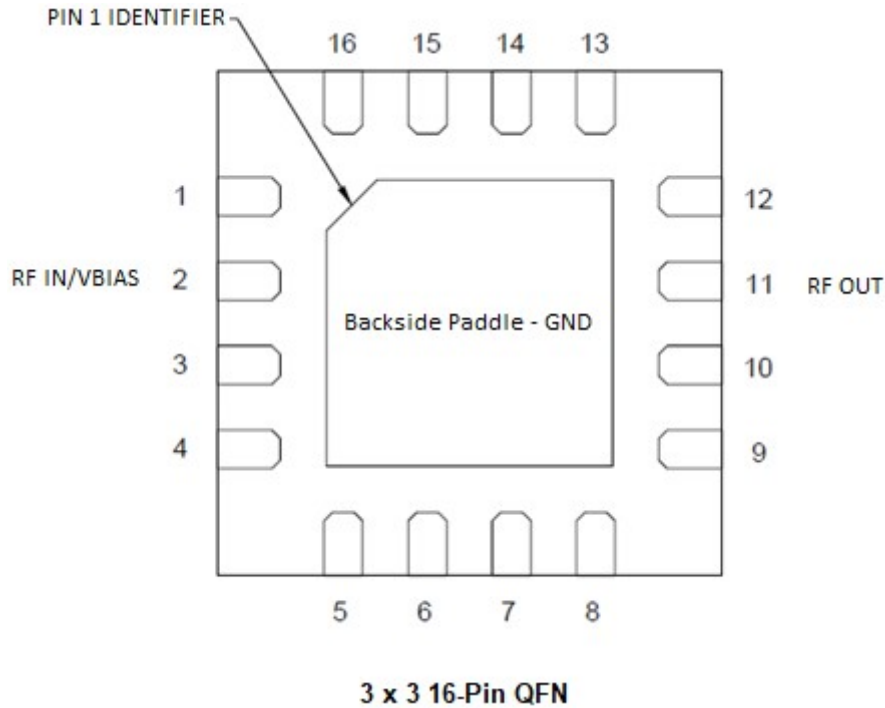 PIN 1 IDENTIFIER
16 15 14 13
1 12
RF IN/VBIAS 2 11 RF OUT
Backside Paddle - GND
3 10
4 9
5 6 7 8
3 x 3 16-Pin QFN